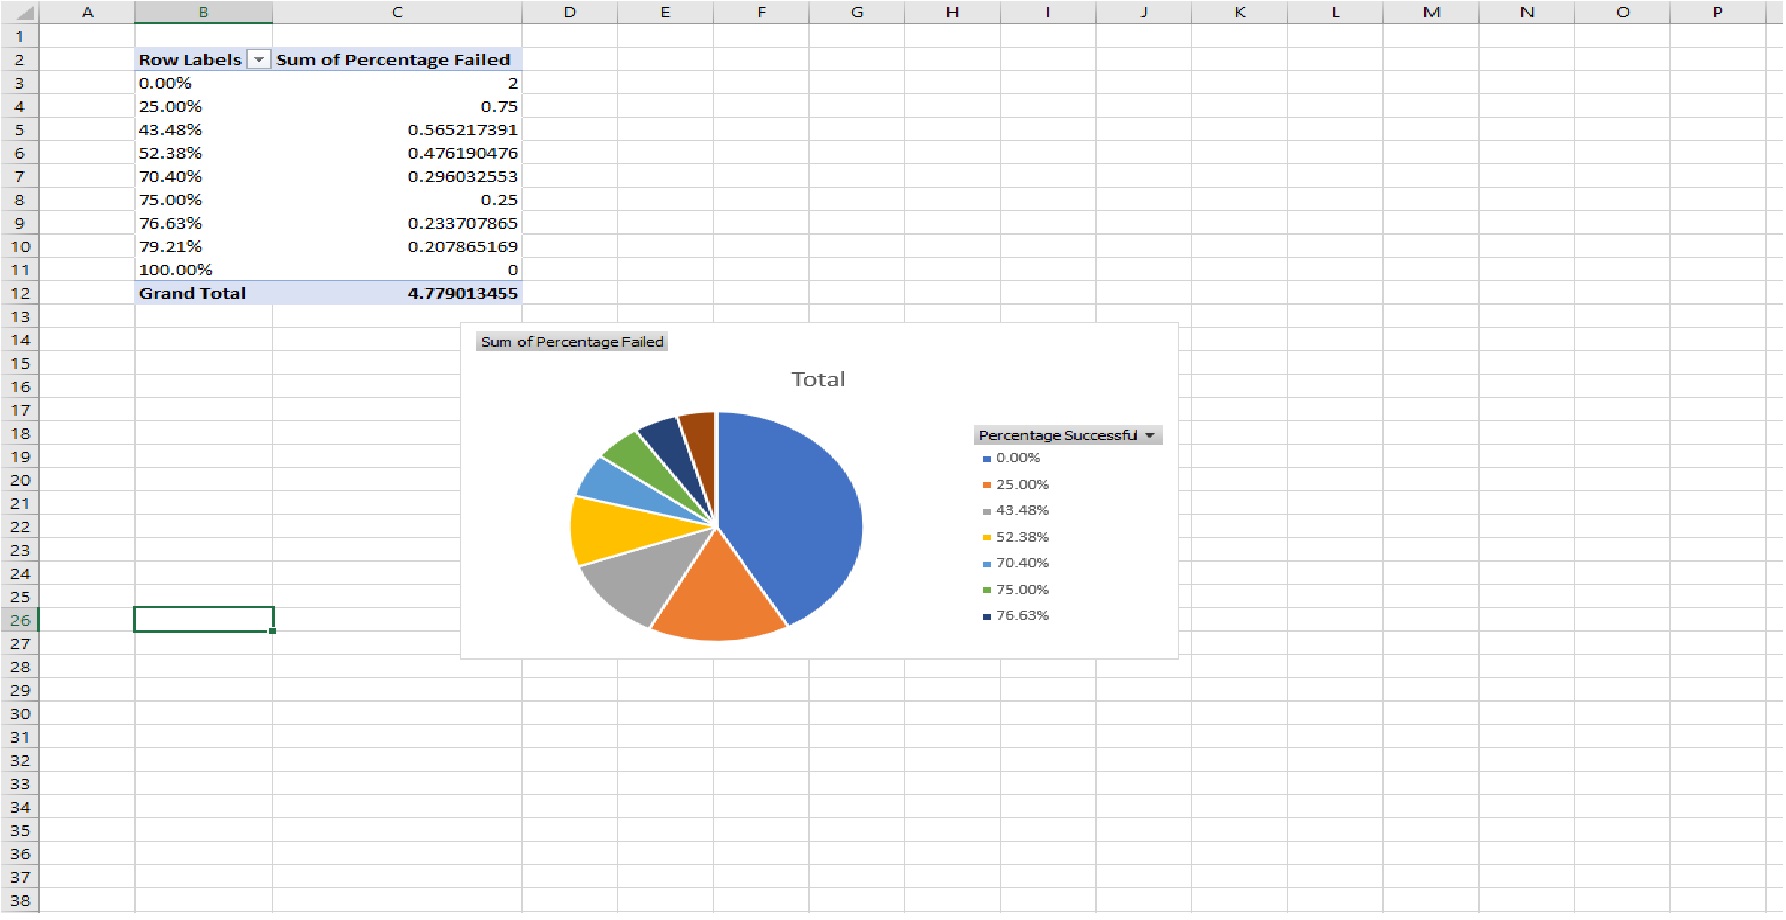 A B C D E F G H I J K L M N O P
1
2 Row Labels Sum of Percentage Failed
3 0.00% 2
4 25.00% 0.75
5 43.48% 0.565217391
6 52.38% 0.476190476
7 70.40% 0.296032553
8 75.00% 0.25
9 76.63% 0.233707865
10 79.21% 0.207865169
11 100.00% 0
12 Grand Total 4.779013455
13
14 Sum of Percentage Failed
15
16 Total
17
18 Percentage Successful
19 0.00%
20 25.00%
21 43.48%
22 52.38%
23
24 70.40%
25 75.00%
26 76.63%
27
28
29
30
31
32
33
34
35
36
37
38